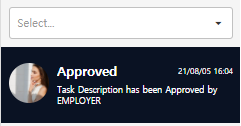 Select...
Approved 21/08/05 16:04
Task Description has been Approved by
EMPLOYER